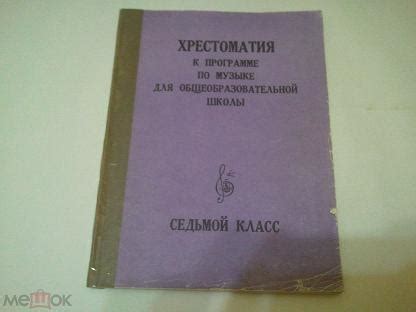 ХРЕСТОМАТИЯ
К ПРОГРАММЕ
ПО МУЗЫКЕ
ДЛЯ ОБЩЕОБРАЗОВАТЕЛЬНОЙ
ШКОЛЫ
СЕДЬМОЙ КЛАСС
мешок